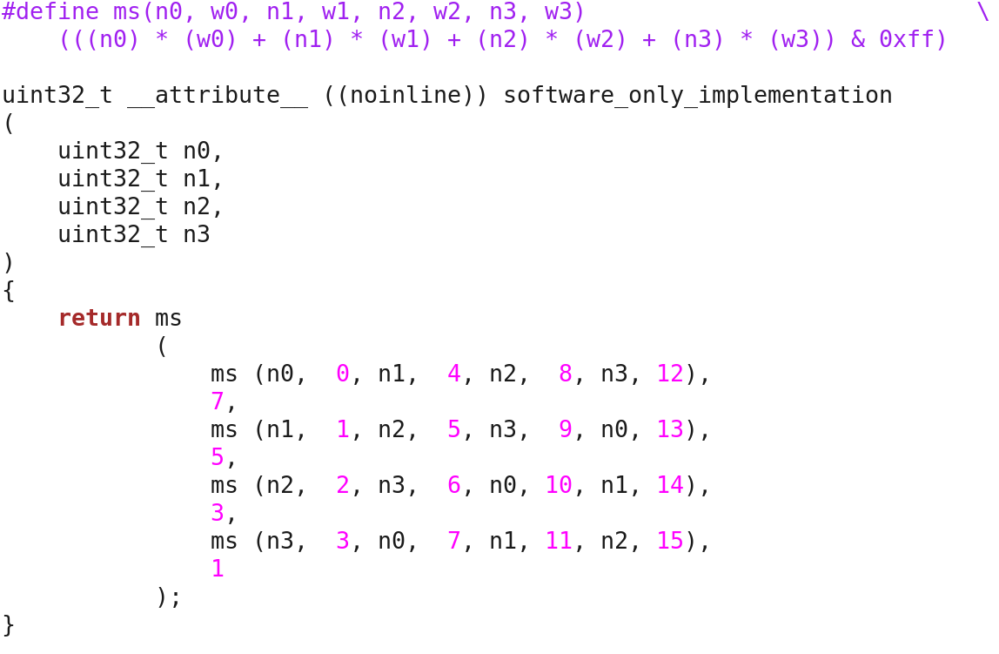 #define ms(n0, w0, n1, w1, n2, w2, n3, w3)                            \
    (((n0) * (w0) + (n1) * (w1) + (n2) * (w2) + (n3) * (w3)) & 0xff)

uint32_t __attribute__ ((noinline)) software_only_implementation
(
    uint32_t n0,
    uint32_t n1,
    uint32_t n2,
    uint32_t n3
)
{
    return ms
           (
               ms (n0,  0, n1,  4, n2,  8, n3, 12),
               7,
               ms (n1,  1, n2,  5, n3,  9, n0, 13),
               5,
               ms (n2,  2, n3,  6, n0, 10, n1, 14),
               3,
               ms (n3,  3, n0,  7, n1, 11, n2, 15),
               1
           );
}